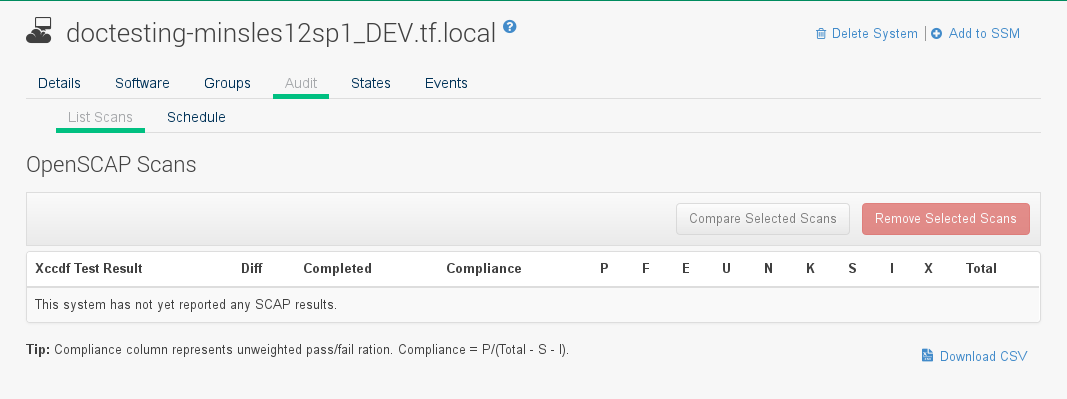 doctesting-minsles12sp1_DEV.tf.local ?
Delete System | Add to SSM
Details Software Groups Audit States Events
List Scans Schedule
OpenSCAP Scans
Compare Selected Scans Remove Selected Scans
Xccdf Test Result Diff Completed Compliance P F E U N K S I X Total
This system has not yet reported any SCAP results.
Tip: Compliance column represents unweighted pass/fail ration. Compliance = P/(Total - S - I).
Download CSV